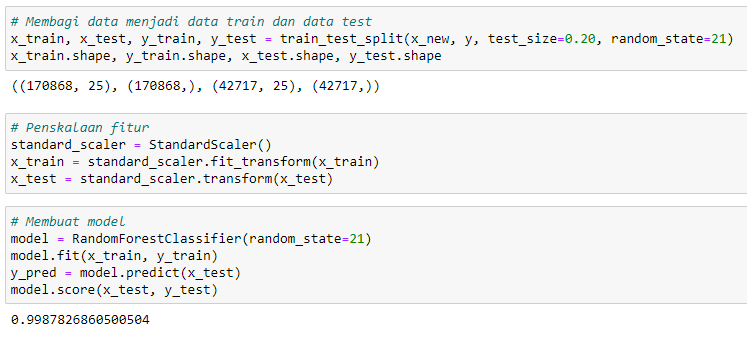 # Membagi data menjadi data train dan data test
x_train, x_test, y_train, y_test = train_test_split(x_new, y, test_size=0.20, random_state=21)
x_train.shape, y_train.shape, x_test.shape, y_test.shape
((170868, 25), (170868,), (42717, 25), (42717,))
# Penskalaan fitur
standard_scaler = StandardScaler()
x_train = standard_scaler.fit_transform(x_train)
x_test = standard_scaler.transform(x_test)
# Membuat model
model = RandomForestClassifier(random_state=21)
model.fit(x_train, y_train)
y_pred = model.predict(x_test)
model.score(x_test, y_test)
0.9987826860500504